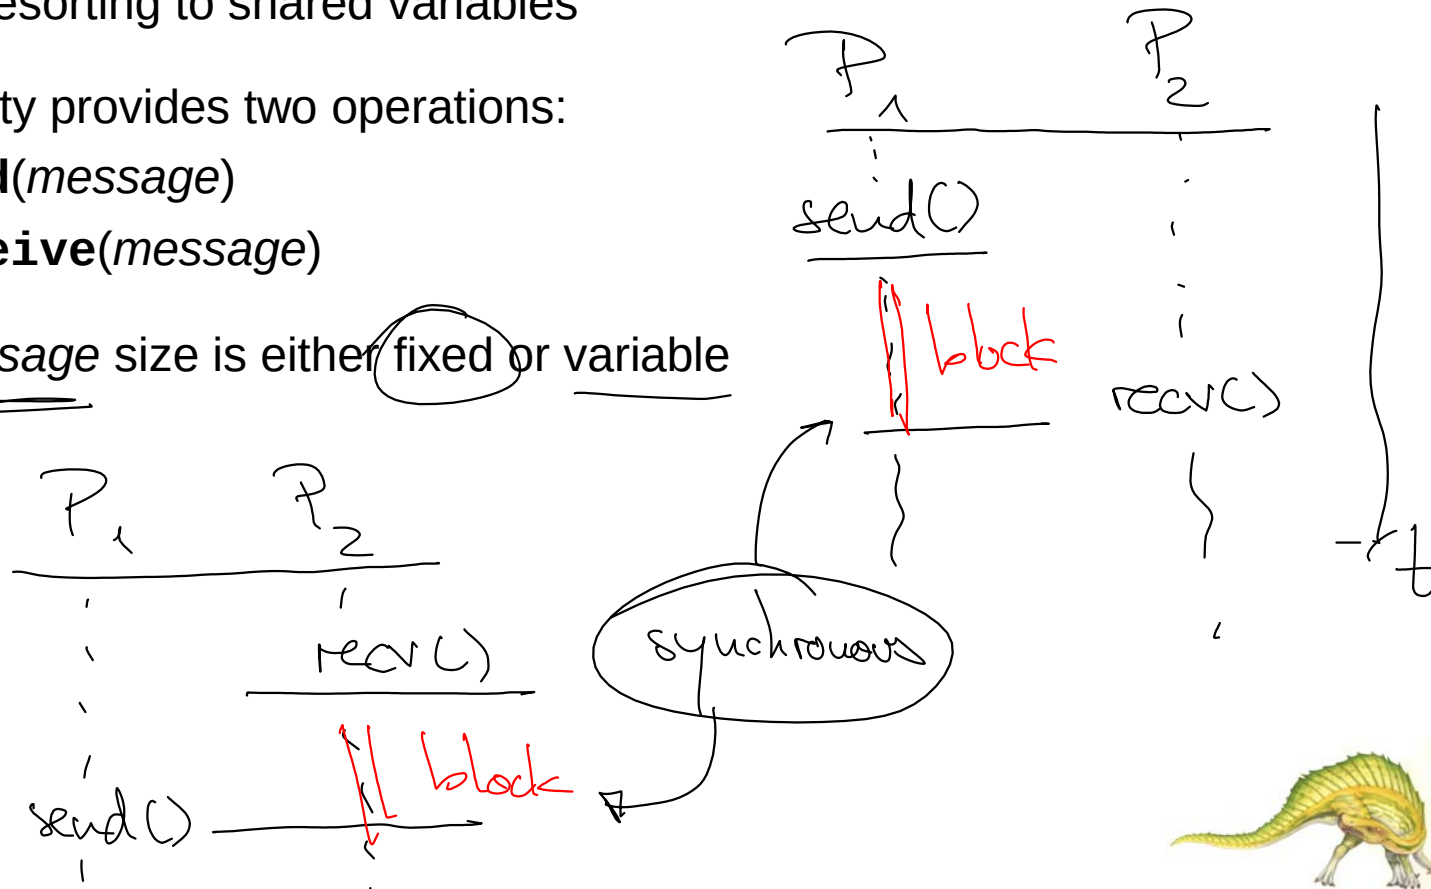 esorting to shared variables
ty provides two operations:
d(message)
eive(message)
sage size is either fixed or variable
P1 P2
send()
block
recv()
t
P1 P2
recv()
synchronous
block
send()